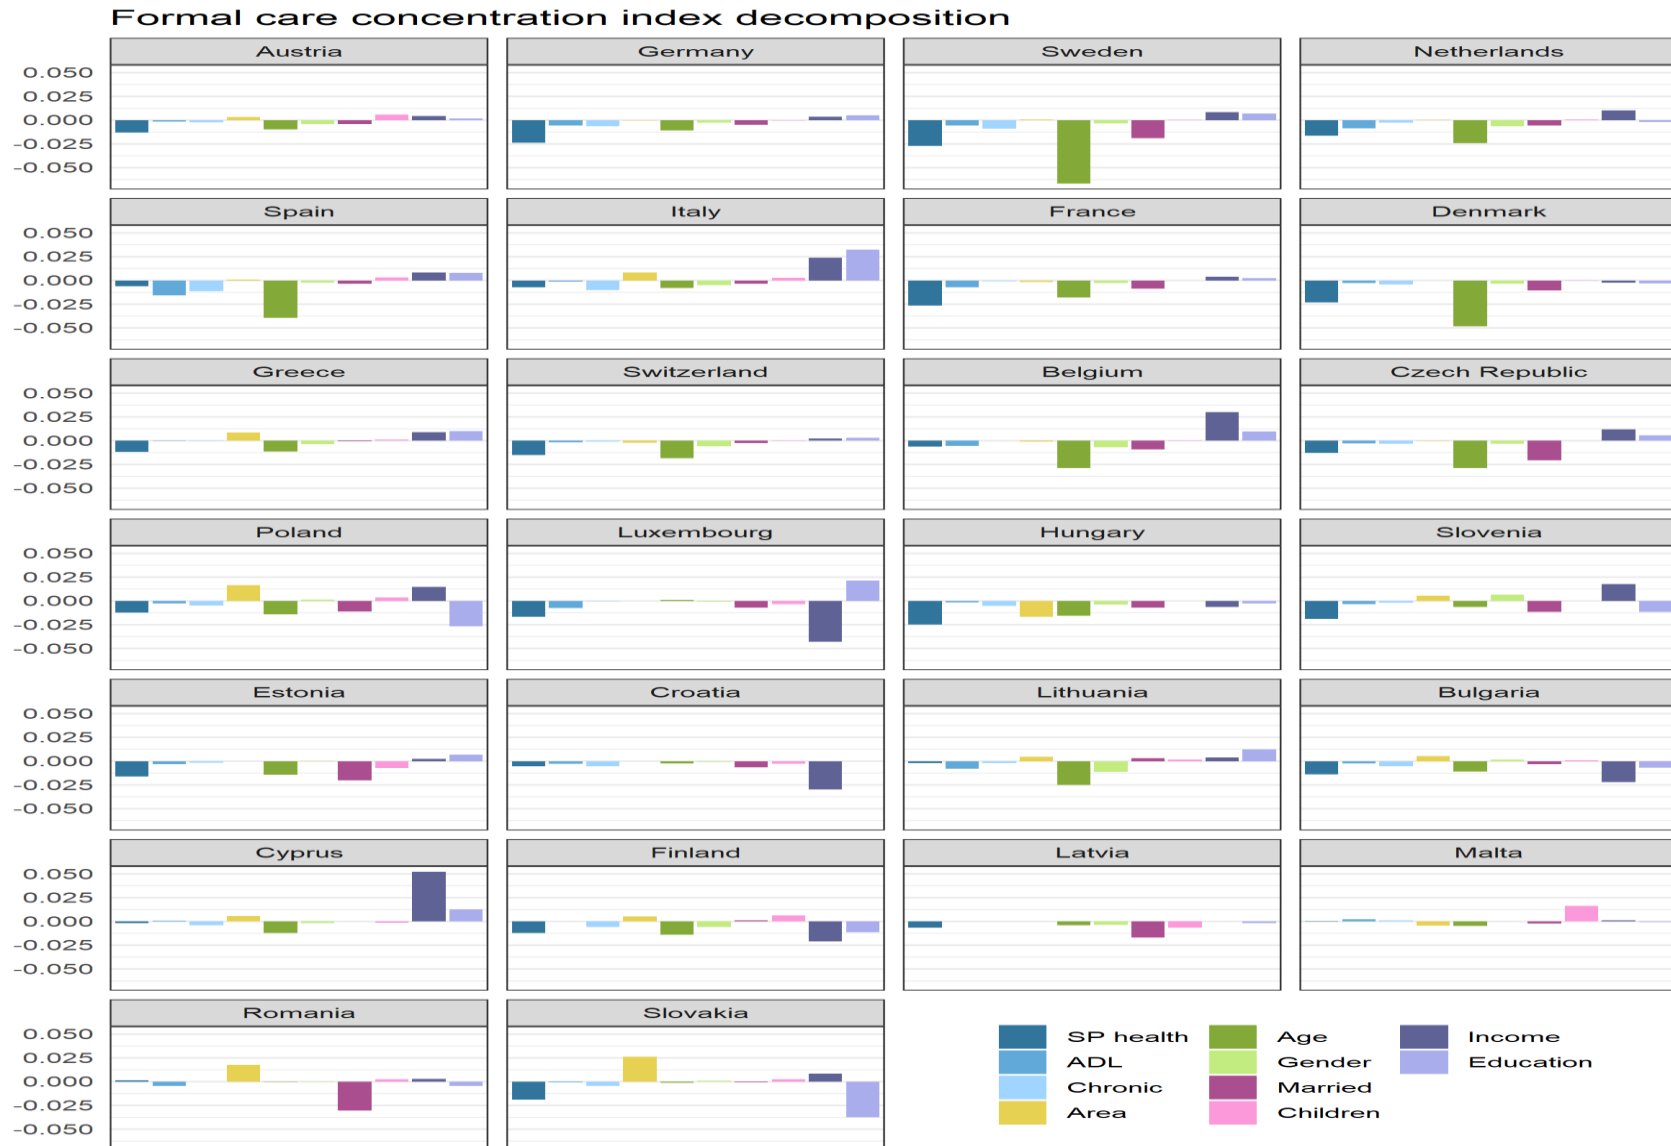 Formal care concentration index decomposition
Austria Germany Sweden Netherlands
0.050
0.025
0.000
-0.025
-0.050
Spain Italy France Denmark
0.050
0.025
0.000
-0.025
-0.050
Greece Switzerland Belgium Czech Republic
0.050
0.025
0.000
-0.025
-0.050
Poland Luxembourg Hungary Slovenia
0.050
0.025
0.000
-0.025
-0.050
Estonia Croatia Lithuania Bulgaria
0.050
0.025
0.000
-0.025
-0.050
Cyprus Finland Latvia Malta
0.050
0.025
0.000
-0.025
-0.050
Romania Slovakia
0.050
0.025
0.000
-0.025
-0.050
SP health Age Income
ADL Gender Education
Chronic Married
Area Children